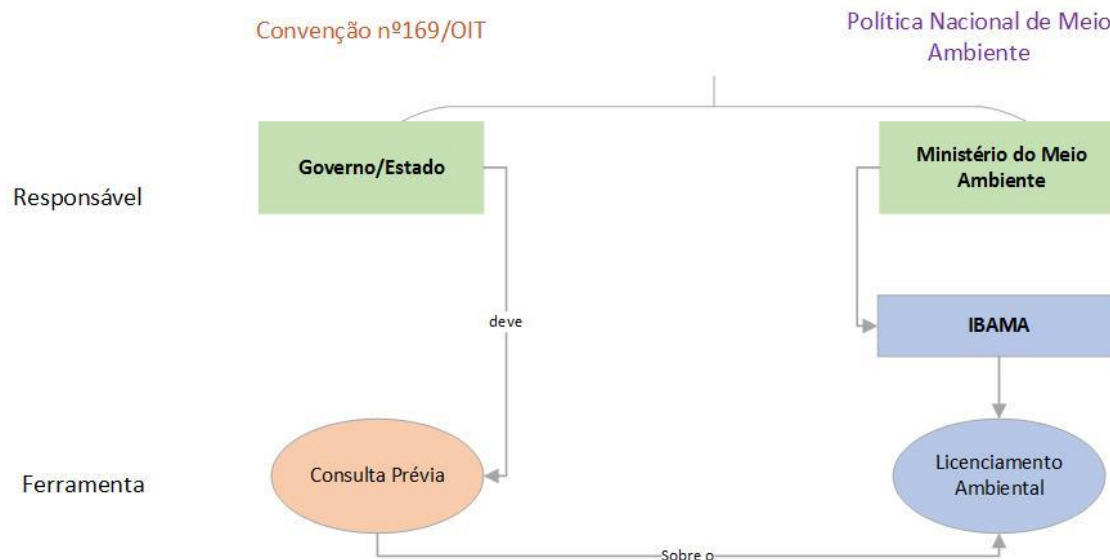 Convenção nº169/OIT
Política Nacional de Meio
Ambiente
Responsável
Governo/Estado
Ministério do Meio
Ambiente
deve
IBAMA
Ferramenta
Consulta Prévia
Licenciamento
Ambiental
Sobre o